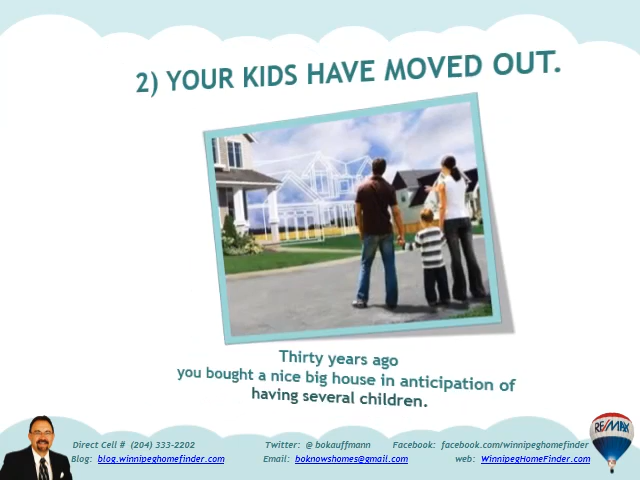 2) YOUR KIDS HAVE MOVED OUT.
Thirty years ago
you bought a nice big house in anticipation of
having several children.
Direct Cell # (204) 333-2202 Twitter: @ bokauffmann Facebook: facebook.com/winnipeghomefinder
Blog: blog.winnipeghomefinder.com Email: boknowshomes@gmail.com web: WinnipegHomeFinder.com
RE/MAX